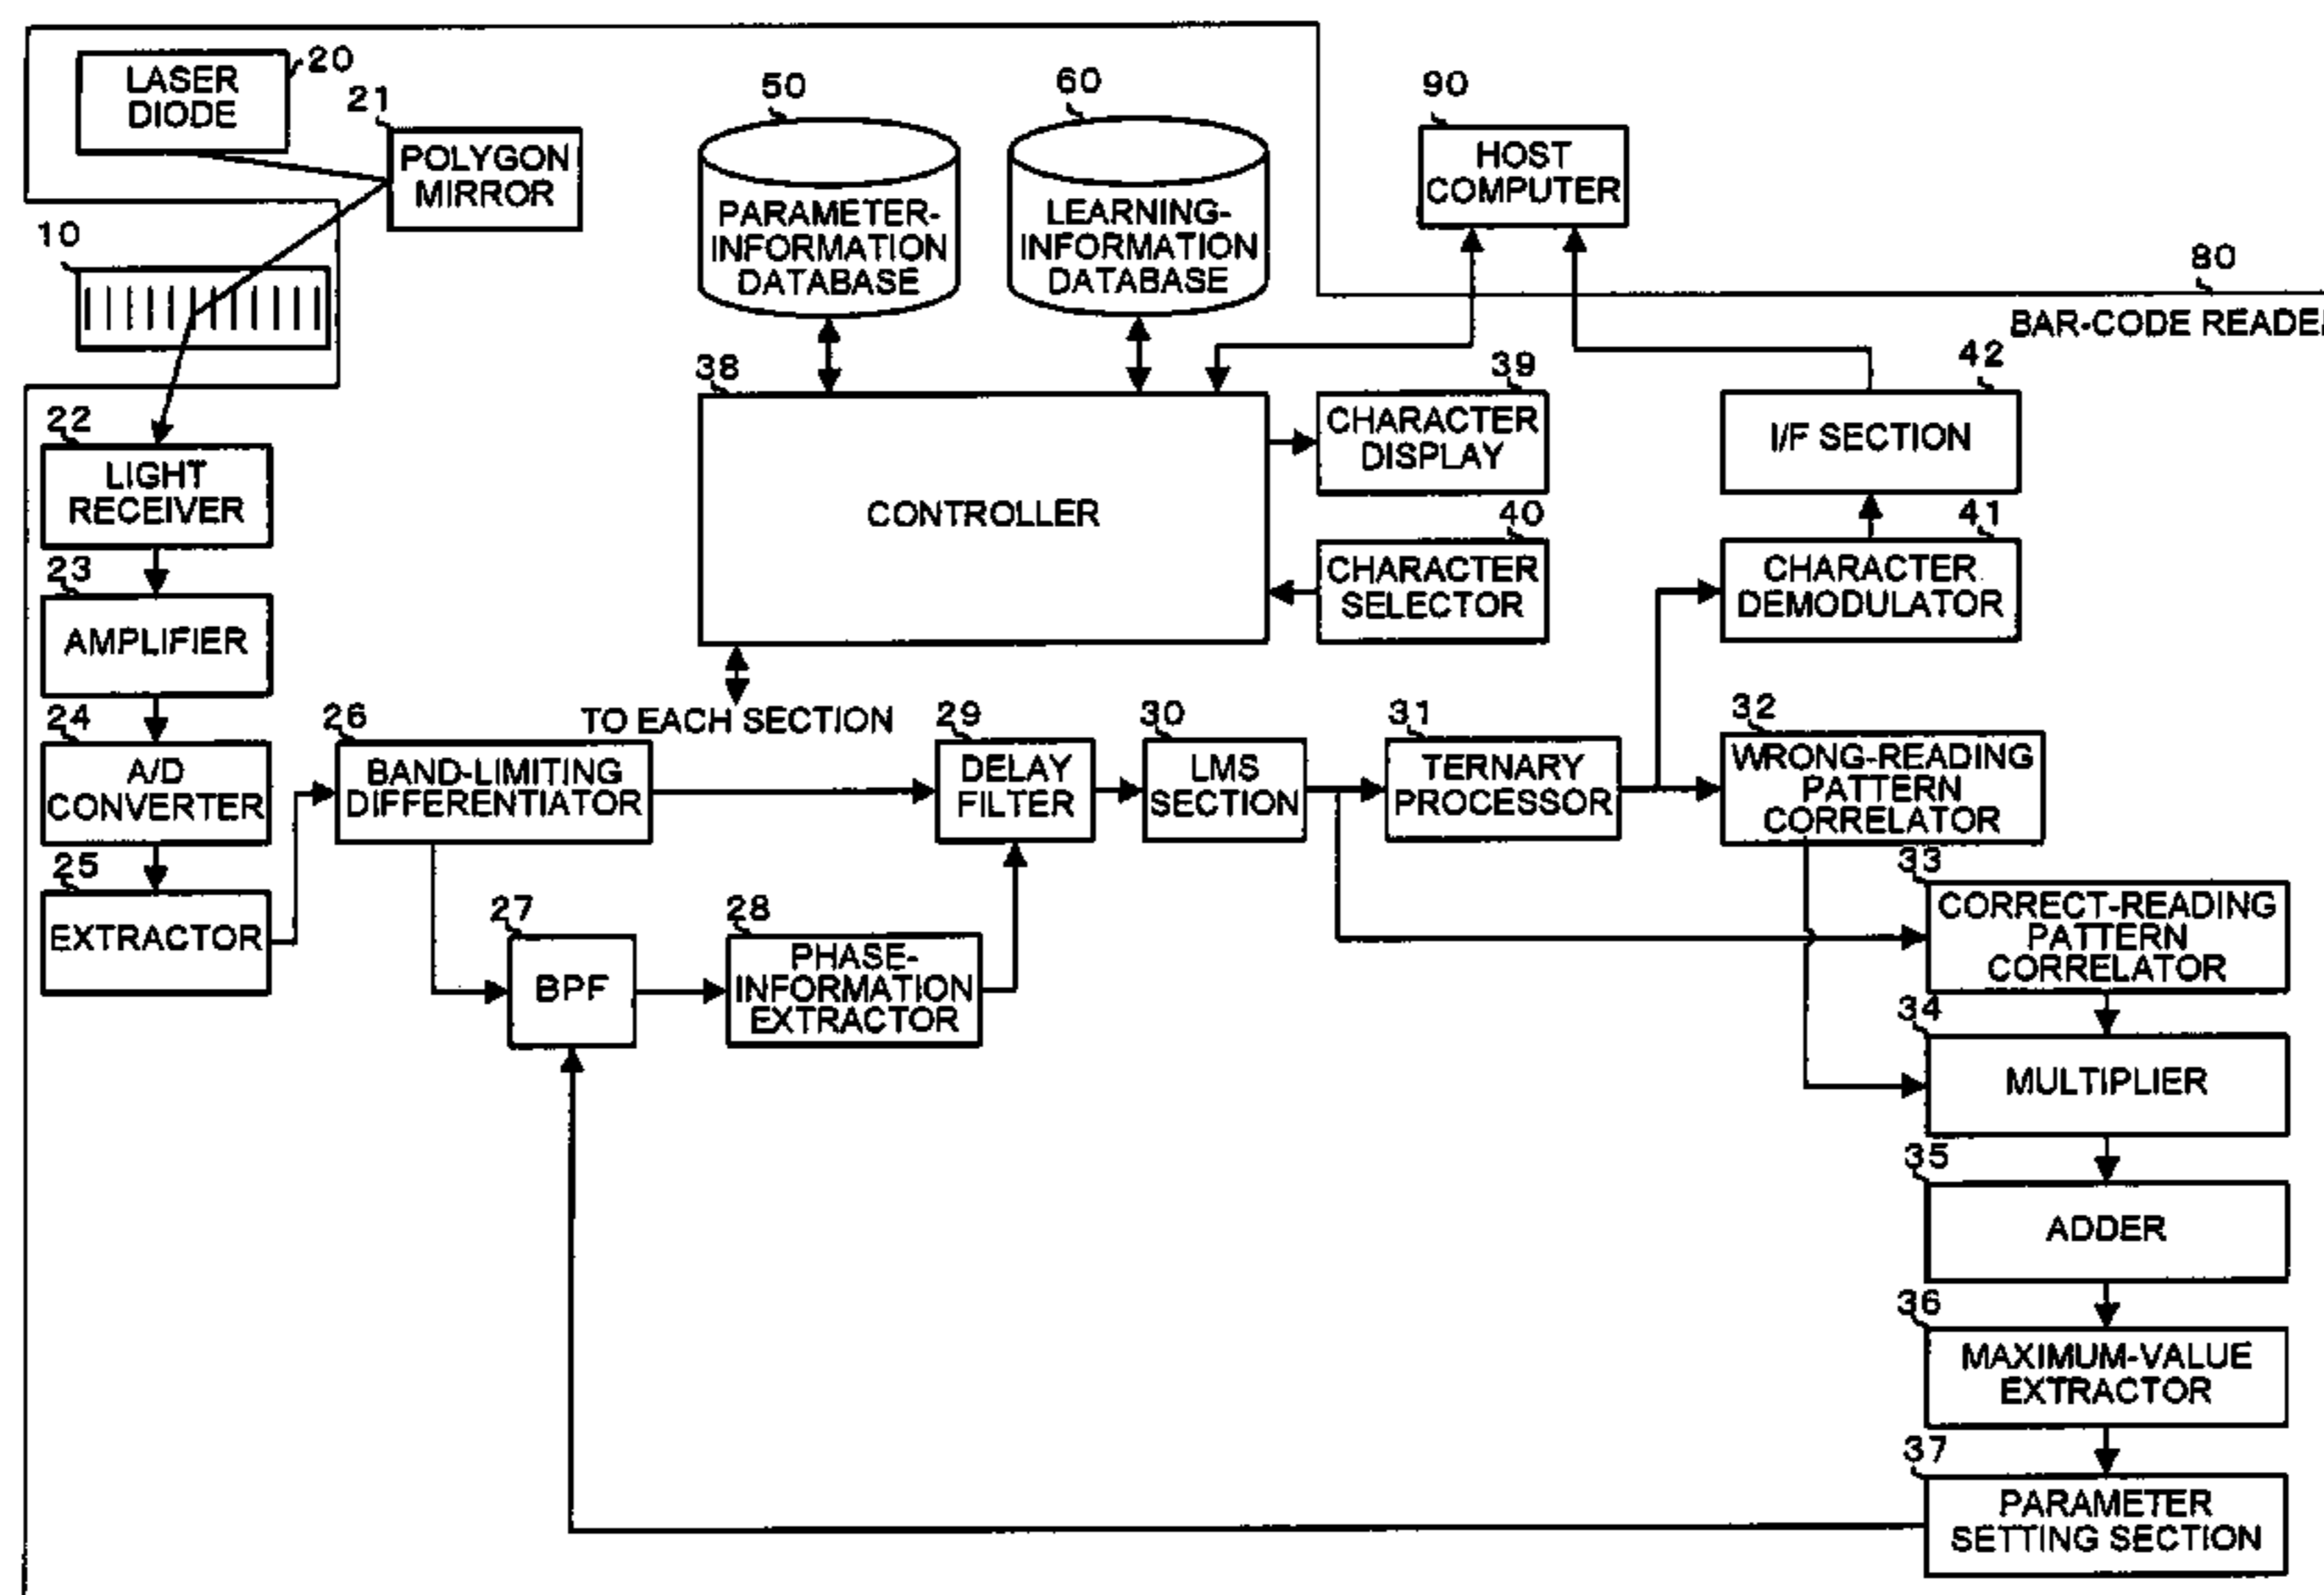 20
LASER
DIODE
21
POLYGON
MIRROR
10
50
PARAMETER-
INFORMATION
DATABASE
60
LEARNING-
INFORMATION
DATABASE
90
HOST
COMPUTER
80
BAR-CODE READE
22
LIGHT
RECEIVER
38
CONTROLLER
39
CHARACTER
DISPLAY
40
CHARACTER
SELECTOR
42
I/F SECTION
41
CHARACTER
DEMODULATOR
23
AMPLIFIER
TO EACH SECTION
24
A/D
CONVERTER
25
EXTRACTOR
26
BAND-LIMITING
DIFFERENTIATOR
27
BPF
28
PHASE-
INFORMATION
EXTRACTOR
29
DELAY
FILTER
30
LMS
SECTION
31
TERNARY
PROCESSOR
32
WRONG-READING
PATTERN
CORRELATOR
33
CORRECT-READING
PATTERN
CORRELATOR
34
MULTIPLIER
35
ADDER
36
MAXIMUM-VALUE
EXTRACTOR
37
PARAMETER
SETTING SECTION